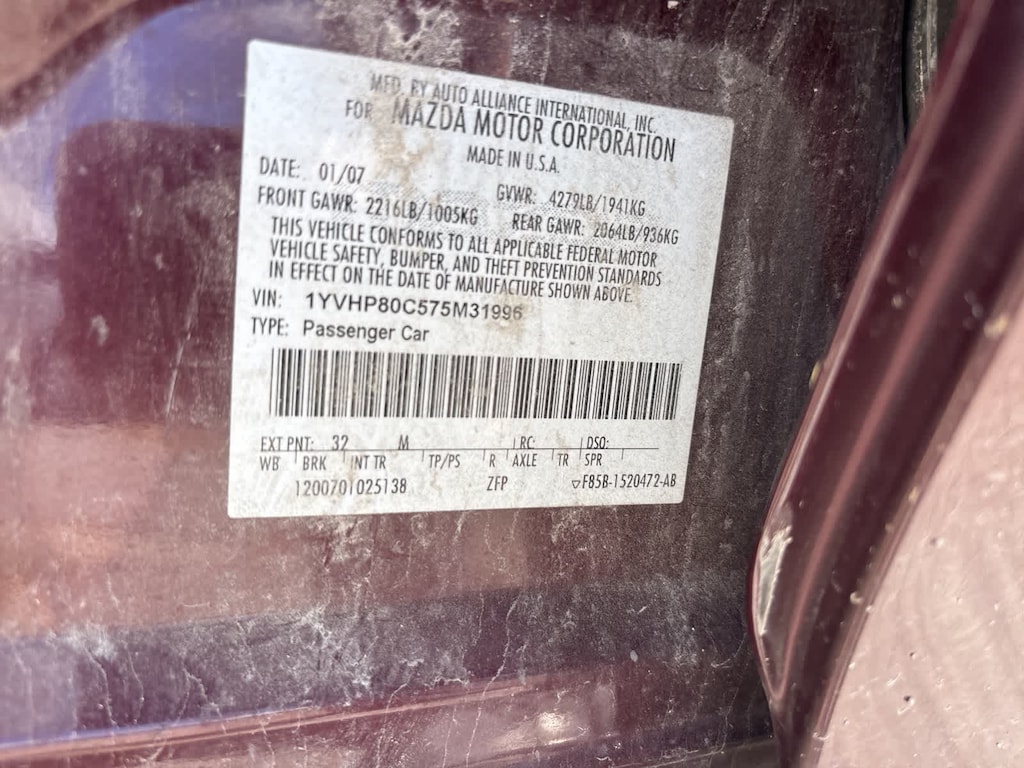 MFD. BY AUTO ALLIANCE INTERNATIONAL, INC.
FOR MAZDA MOTOR CORPORATION
MADE IN U.S.A.
DATE: 01/07 GVWR: 4279LB/1941KG
FRONT GAWR: 2216LB/1005KG REAR GAWR: 2064LB/936KG
THIS VEHICLE CONFORMS TO ALL APPLICABLE FEDERAL MOTOR
VEHICLE SAFETY, BUMPER, AND THEFT PREVENTION STANDARDS
IN EFFECT ON THE DATE OF MANUFACTURE SHOWN ABOVE.
VIN: 1YVHP80C575M31996
TYPE: Passenger Car
EXT PNT: 32 M RC: DSO:
WB BRK INT TR TP/PS R AXLE TR SPR
1200701025138 ZFP ▽F85B-1520472-AB